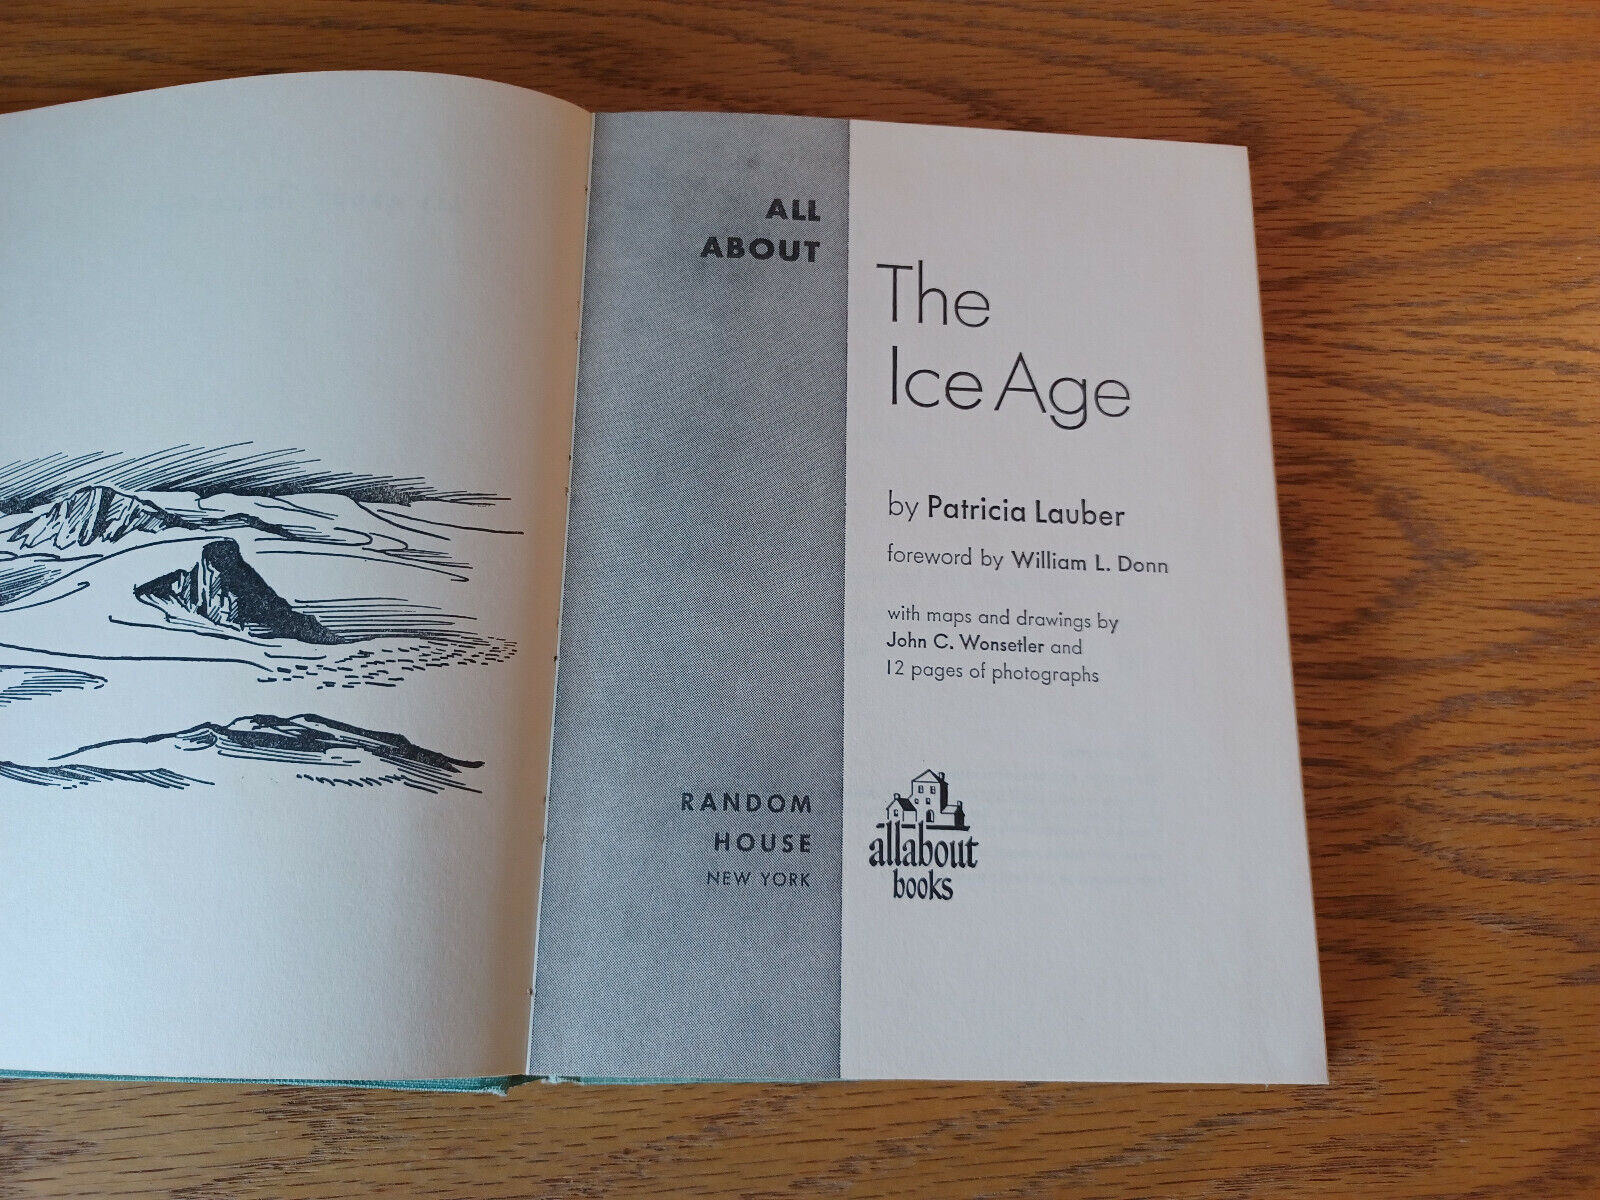 ALL
ABOUT
The
Ice Age
by Patricia Lauber
foreword by William L. Donn
with maps and drawings by
John C. Wonsetler and
12 pages of photographs
RANDOM
HOUSE
NEW YORK
allabout
books